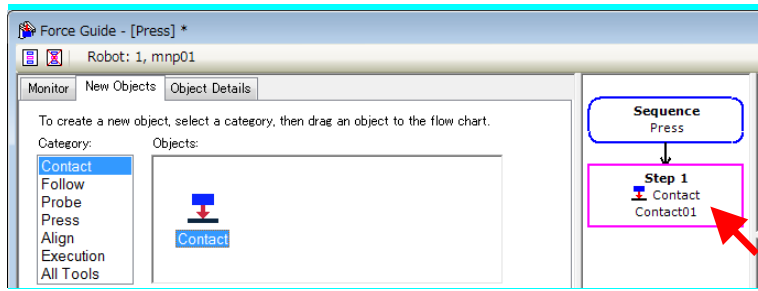 Force Guide - [Press] *
Robot: 1, mnp01
Monitor New Objects Object Details
To create a new object, select a category, then drag an object to the flow chart.
Category: Objects:
Contact
Follow
Probe
Press
Align
Execution
All Tools
Contact
Sequence
Press
Step 1
Contact
Contact01